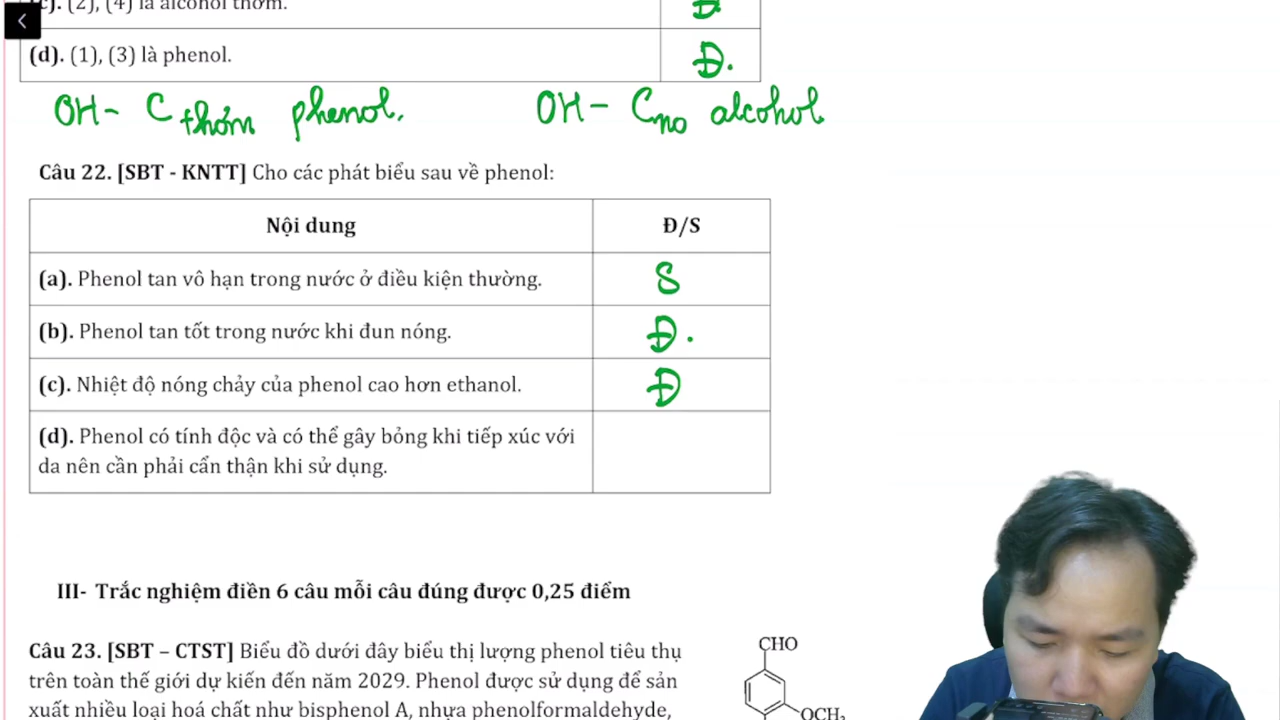 (c). (2), (4) là alcohol thơm.
Đ
(d). (1), (3) là phenol.
Đ.
OH - C thơm phenol.
OH - C no alcohol
Câu 22. [SBT - KNTT] Cho các phát biểu sau về phenol:
Nội dung
Đ/S
(a). Phenol tan vô hạn trong nước ở điều kiện thường.
S
(b). Phenol tan tốt trong nước khi đun nóng.
Đ.
(c). Nhiệt độ nóng chảy của phenol cao hơn ethanol.
Đ
(d). Phenol có tính độc và có thể gây bỏng khi tiếp xúc với
da nên cần phải cẩn thận khi sử dụng.
III- Trắc nghiệm điền 6 câu mỗi câu đúng được 0,25 điểm
Câu 23. [SBT – CTST] Biểu đồ dưới đây biểu thị lượng phenol tiêu thụ
trên toàn thế giới dự kiến đến năm 2029. Phenol được sử dụng để sản
xuất nhiều loại hoá chất như bisphenol A, nhựa phenolformaldehyde,
CHO
OCH3